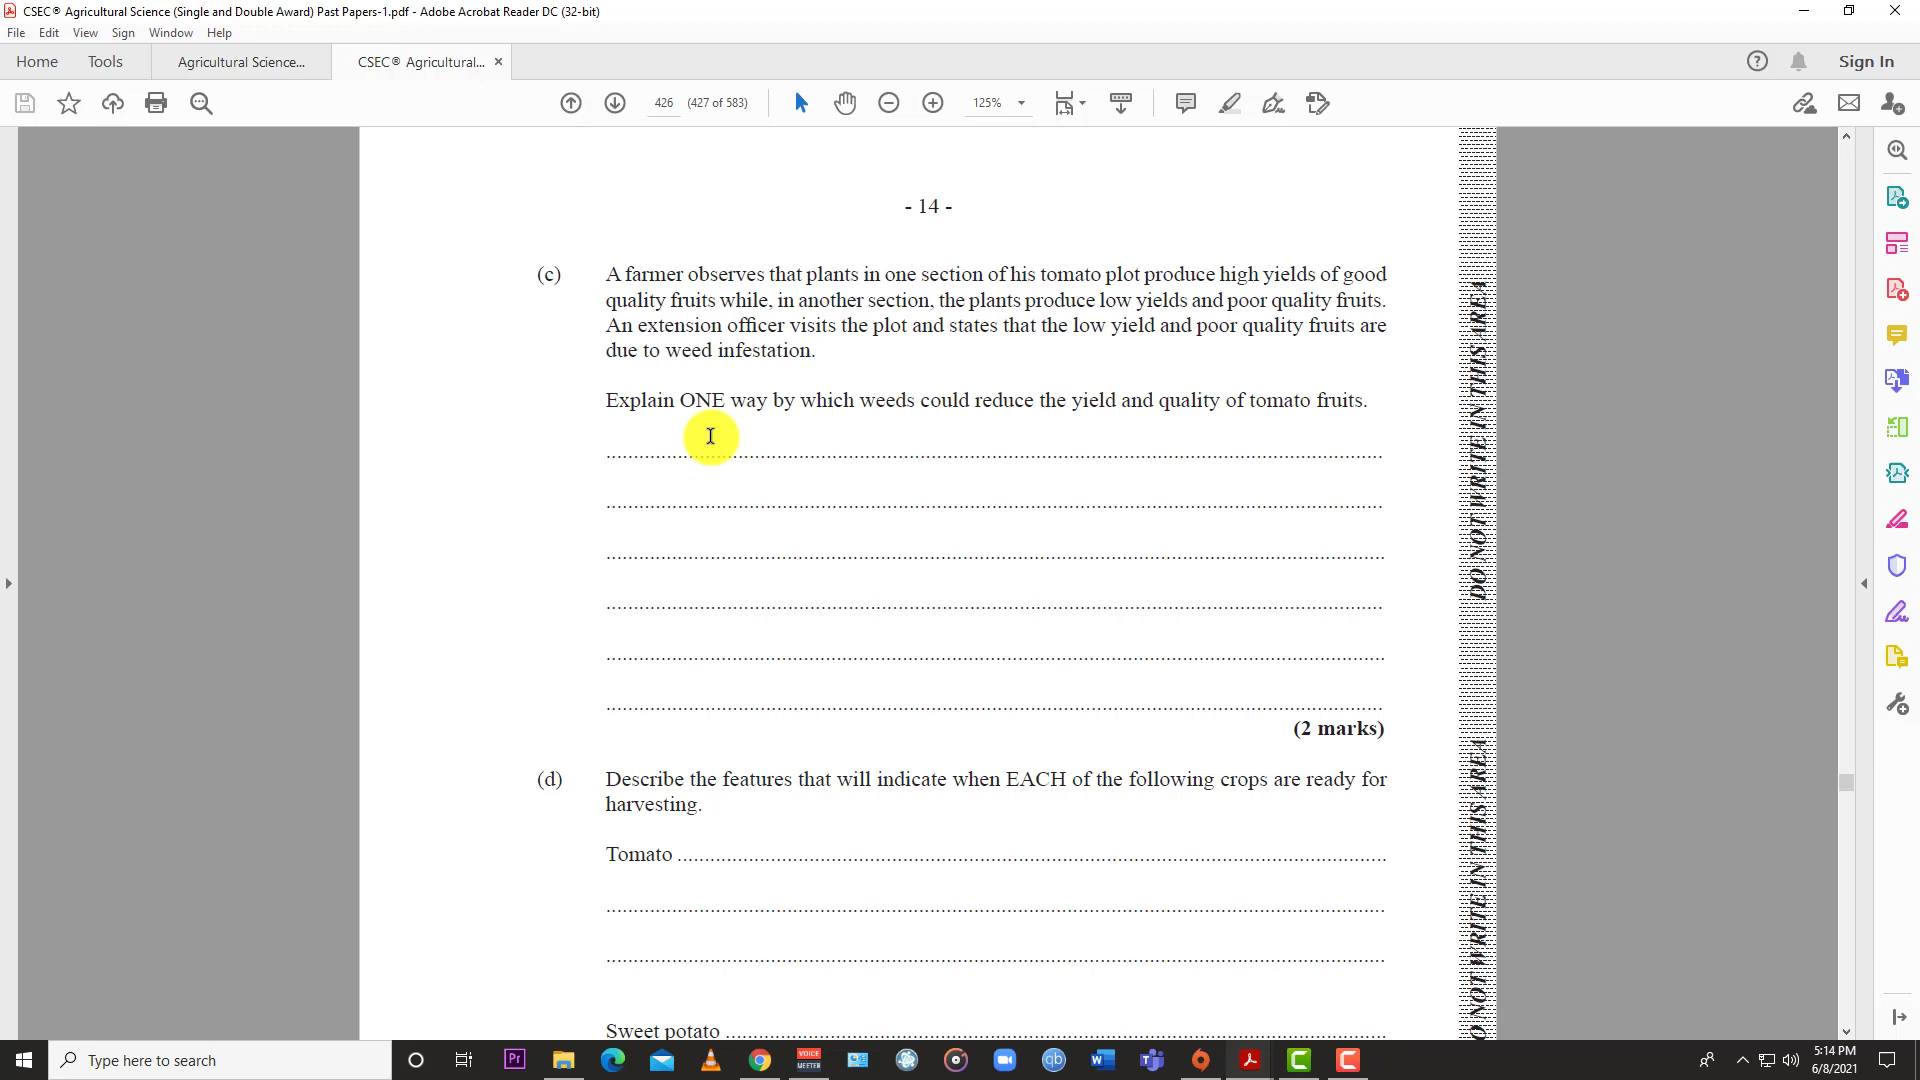 CSEC® Agricultural Science (Single and Double Award) Past Papers-1.pdf - Adobe Acrobat Reader DC (32-bit)
File Edit View Sign Window Help
Home Tools Agricultural Science... CSEC® Agricultural... Sign In
426 (427 of 583) 125%
- 14 -
(c) A farmer observes that plants in one section of his tomato plot produce high yields of good
quality fruits while, in another section, the plants produce low yields and poor quality fruits.
An extension officer visits the plot and states that the low yield and poor quality fruits are
due to weed infestation.
Explain ONE way by which weeds could reduce the yield and quality of tomato fruits.
(2 marks)
(d) Describe the features that will indicate when EACH of the following crops are ready for
harvesting.
Tomato
Sweet potato
DO NOT WRITE IN THIS AREA
O NOT WRITE IN THIS AREA
Type here to search
Pr
VOICE
MEETER
qb
5:14 PM
6/8/2021